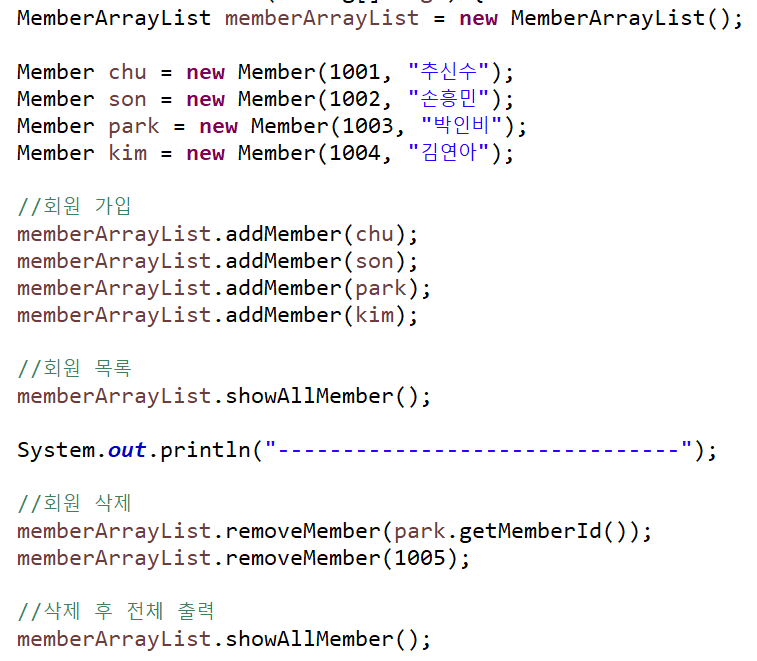 MemberArrayList memberArrayList = new MemberArrayList();
Member chu = new Member(1001, "추신수");
Member son = new Member(1002, "손흥민");
Member park = new Member(1003, "박인비");
Member kim = new Member(1004, "김연아");
//회원 가입
memberArrayList.addMember(chu);
memberArrayList.addMember(son);
memberArrayList.addMember(park);
memberArrayList.addMember(kim);
//회원 목록
memberArrayList.showAllMember();
System.out.println("--------------------------------");
//회원 삭제
memberArrayList.removeMember(park.getMemberId());
memberArrayList.removeMember(1005);
//삭제 후 전체 출력
memberArrayList.showAllMember();